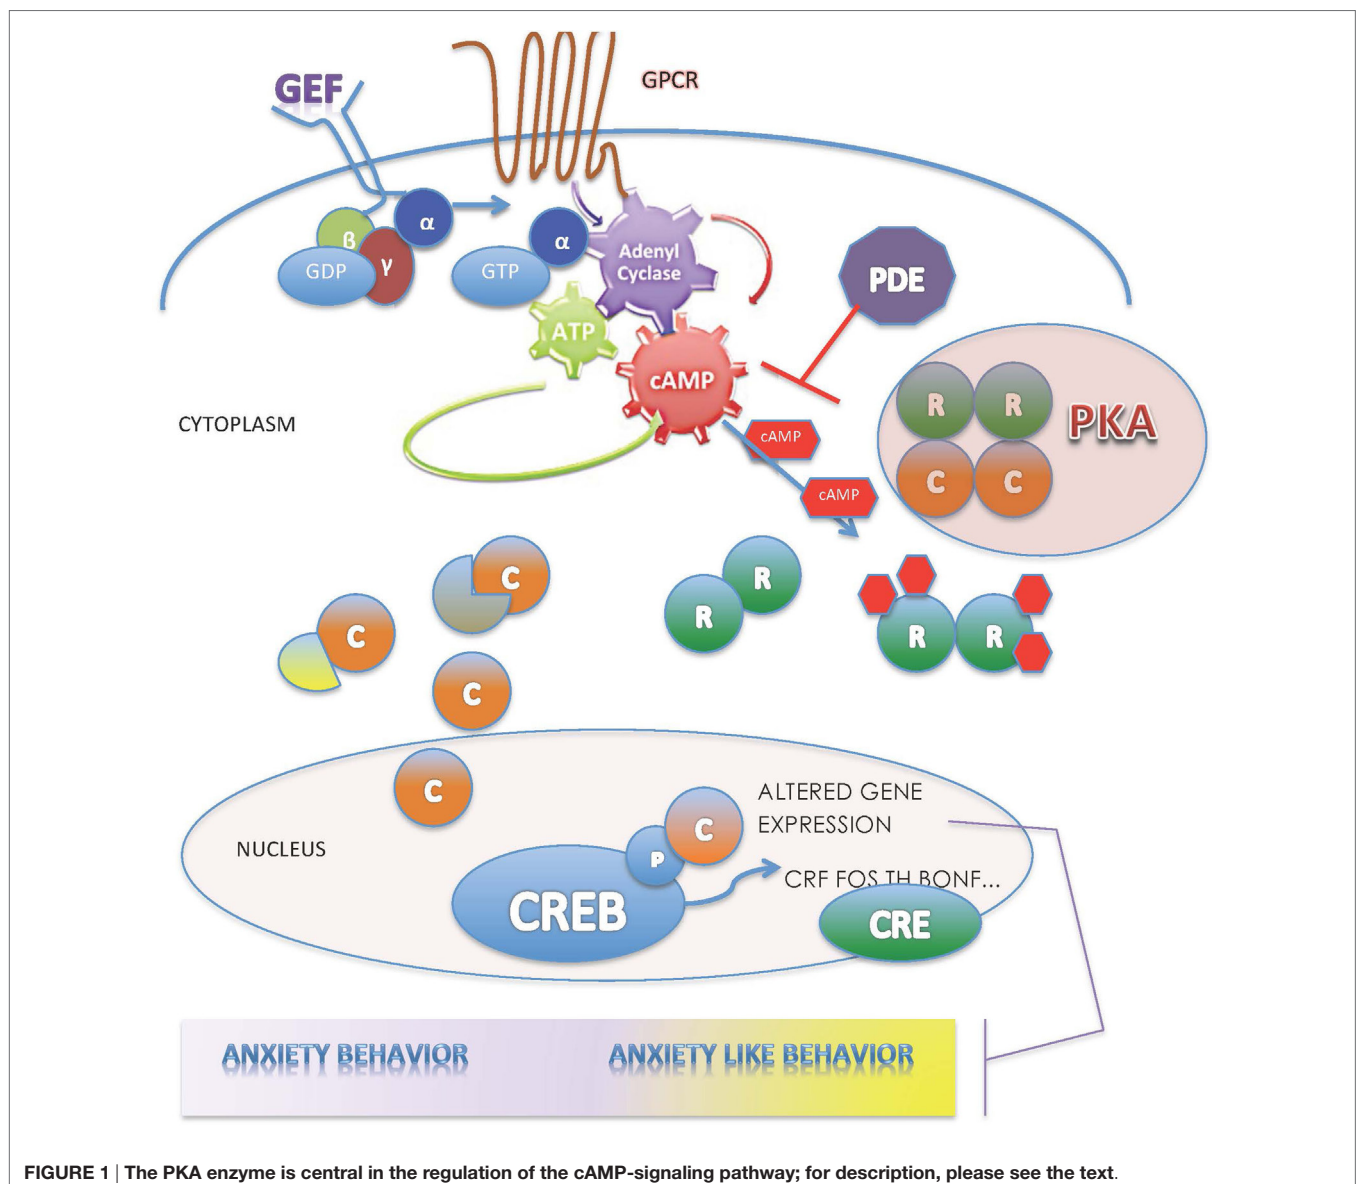 GEF
GPCR
β
γ
α
GDP
α
GTP
Adenyl
Cyclase
ATP
cAMP
PDE
CYTOPLASM
cAMP
cAMP
R
R
C
C
PKA
C
C
C
R
R
R
R
C
NUCLEUS
CREB
P
C
ALTERED GENE
EXPRESSION
CRF FOS TH BONF...
CRE
ANXIETY BEHAVIOR
ANXIETY LIKE BEHAVIOR
FIGURE 1 | The PKA enzyme is central in the regulation of the cAMP-signaling pathway; for description, please see the text.